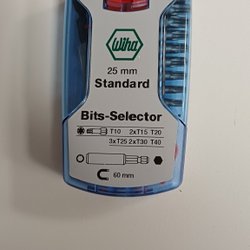 Wiha
25 mm
Standard
Bits-Selector
T10 2xT15 T20
3xT25 2xT30 T40
60 mm